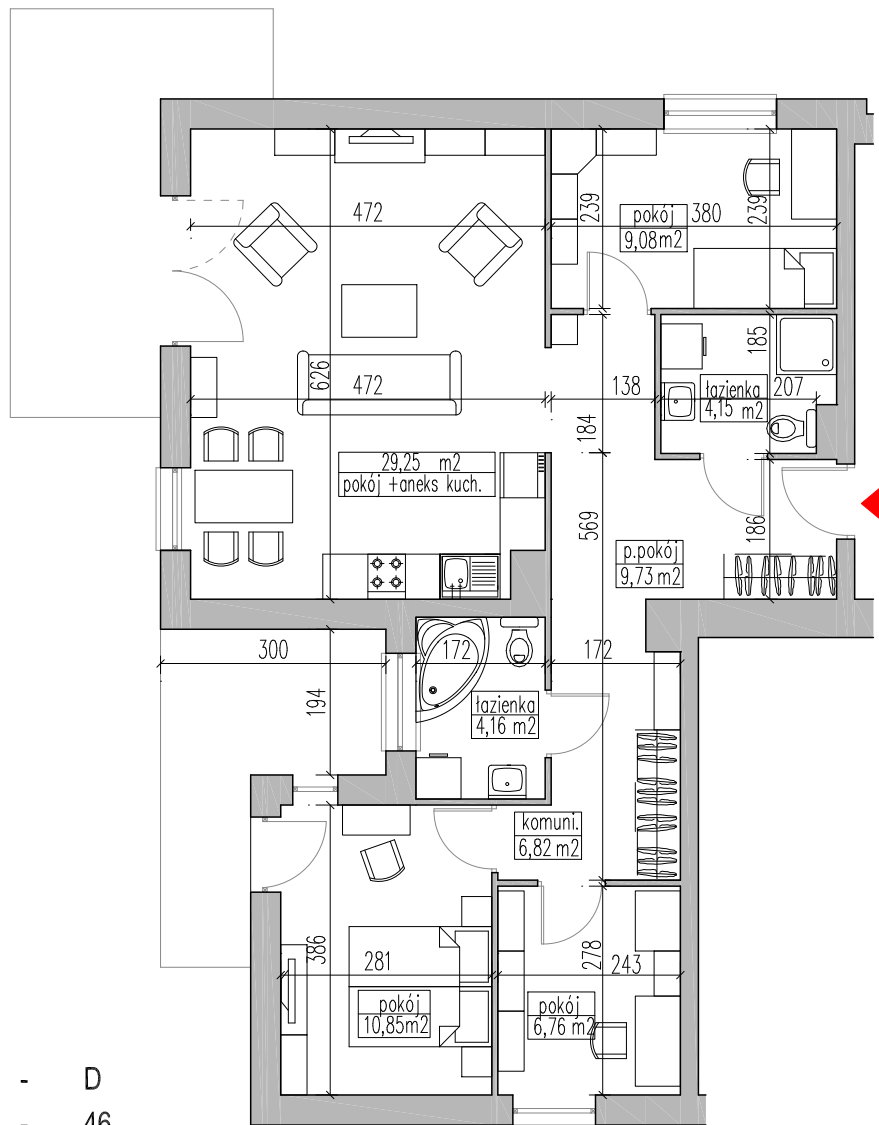 472
239
pokój
9,08m2
380
239
626
472
138
184
185
łazienka
4,15 m2
207
29,25 m2
pokój +aneks kuch.
569
p.pokój
9,73 m2
186
300
194
172
łazienka
4,16 m2
172
komuni.
6,82 m2
386
281
pokój
10,85m2
278
243
pokój
6,76 m2
- D
- 46